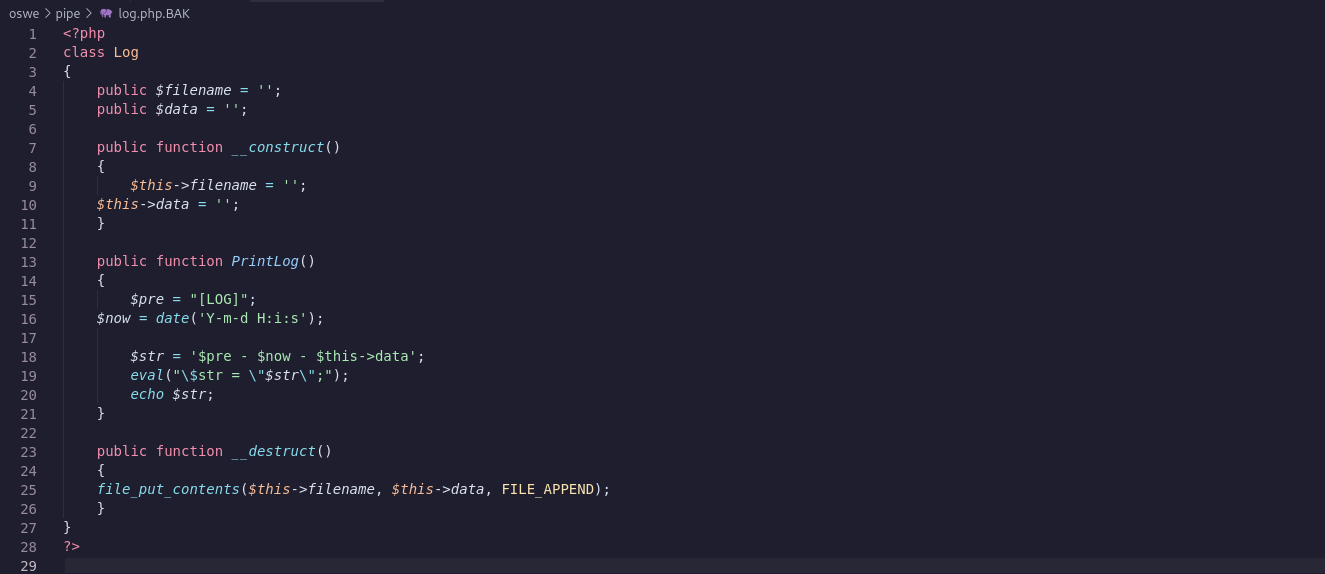 oswe > pipe > log.php.BAK
1 <?php
2 class Log
3 {
4     public $filename = '';
5     public $data = '';
6
7     public function __construct()
8     {
9         $this->filename = '';
10     $this->data = '';
11     }
12
13     public function PrintLog()
14     {
15         $pre = "[LOG]";
16     $now = date('Y-m-d H:i:s');
17
18         $str = '$pre - $now - $this->data';
19         eval("\$str = \"$str\";");
20         echo $str;
21     }
22
23     public function __destruct()
24     {
25     file_put_contents($this->filename, $this->data, FILE_APPEND);
26     }
27 }
28 ?>
29